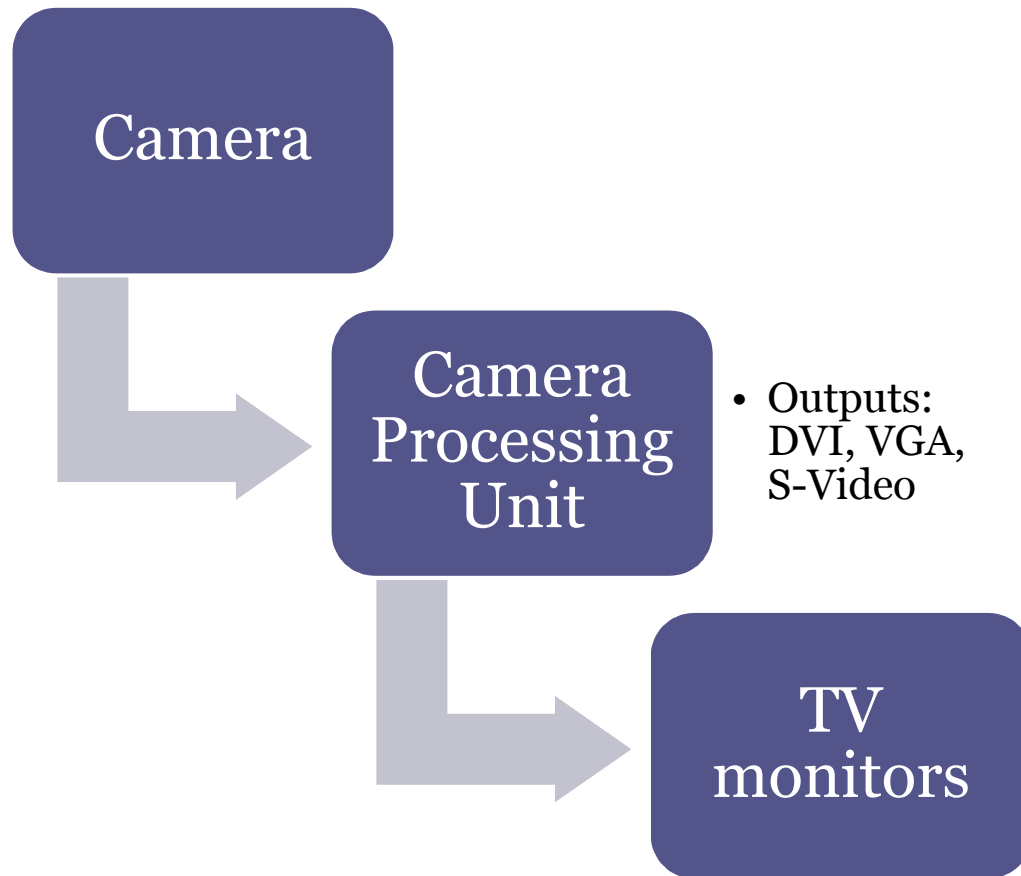 Camera
Camera
Processing
Unit
• Outputs:
DVI, VGA,
S-Video
TV
monitors